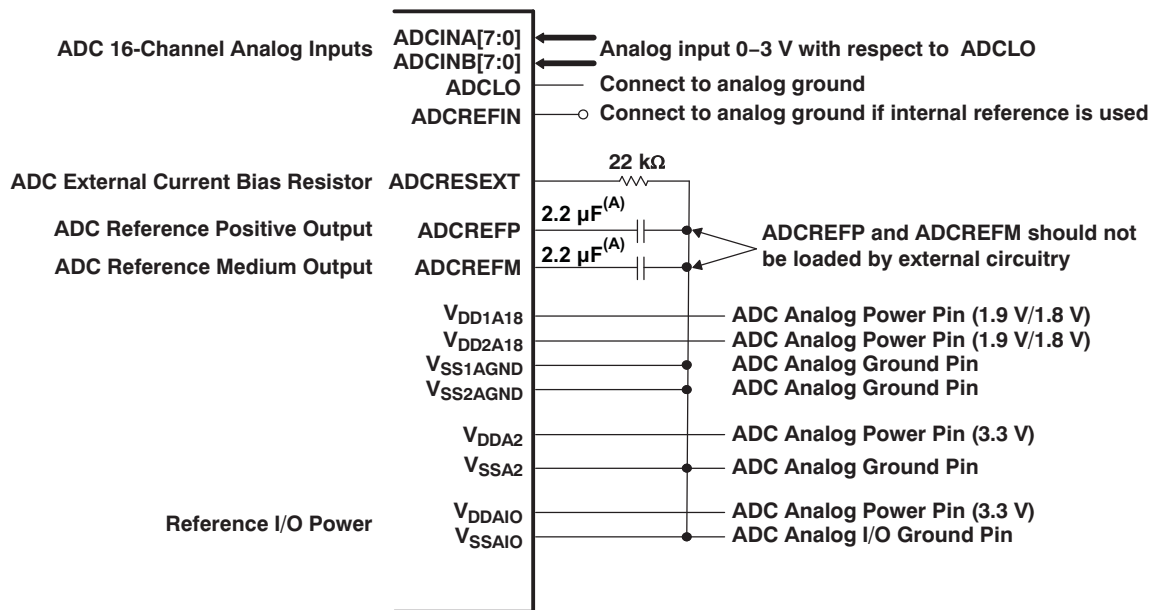 ADC 16-Channel Analog Inputs
ADCINA[7:0]
ADCINB[7:0]
Analog input 0–3 V with respect to ADCLO
ADCLO
Connect to analog ground
ADCREFIN
Connect to analog ground if internal reference is used
22 kΩ
ADC External Current Bias Resistor ADCRESEXT
2.2 µF(A)
ADC Reference Positive Output ADCREFP
2.2 µF(A)
ADC Reference Medium Output ADCREFM
ADCREFP and ADCREFM should not
be loaded by external circuitry
VDD1A18 ADC Analog Power Pin (1.9 V/1.8 V)
VDD2A18 ADC Analog Power Pin (1.9 V/1.8 V)
VSS1AGND ADC Analog Ground Pin
VSS2AGND ADC Analog Ground Pin
VDDA2 ADC Analog Power Pin (3.3 V)
VSSA2 ADC Analog Ground Pin
Reference I/O Power
VDDAIO ADC Analog Power Pin (3.3 V)
VSSAIO ADC Analog I/O Ground Pin